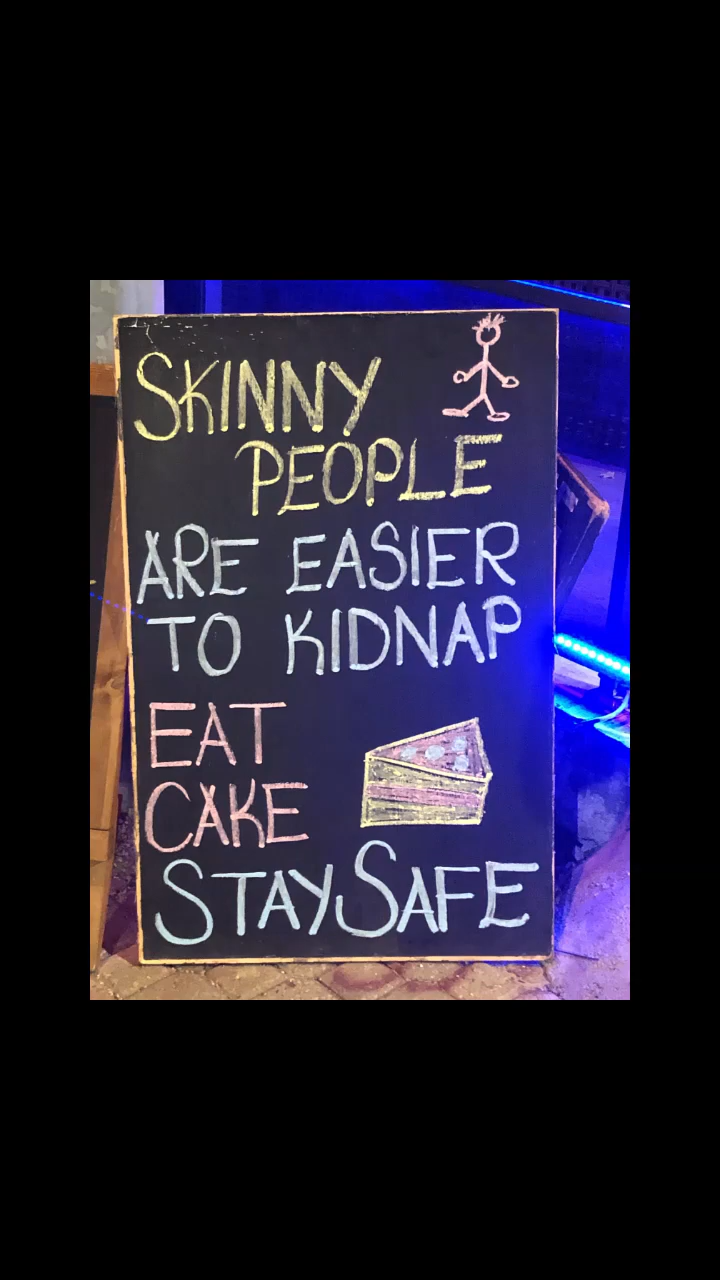 SKINNY
PEOPLE
ARE EASIER
TO KIDNAP
EAT
CAKE
STAY SAFE